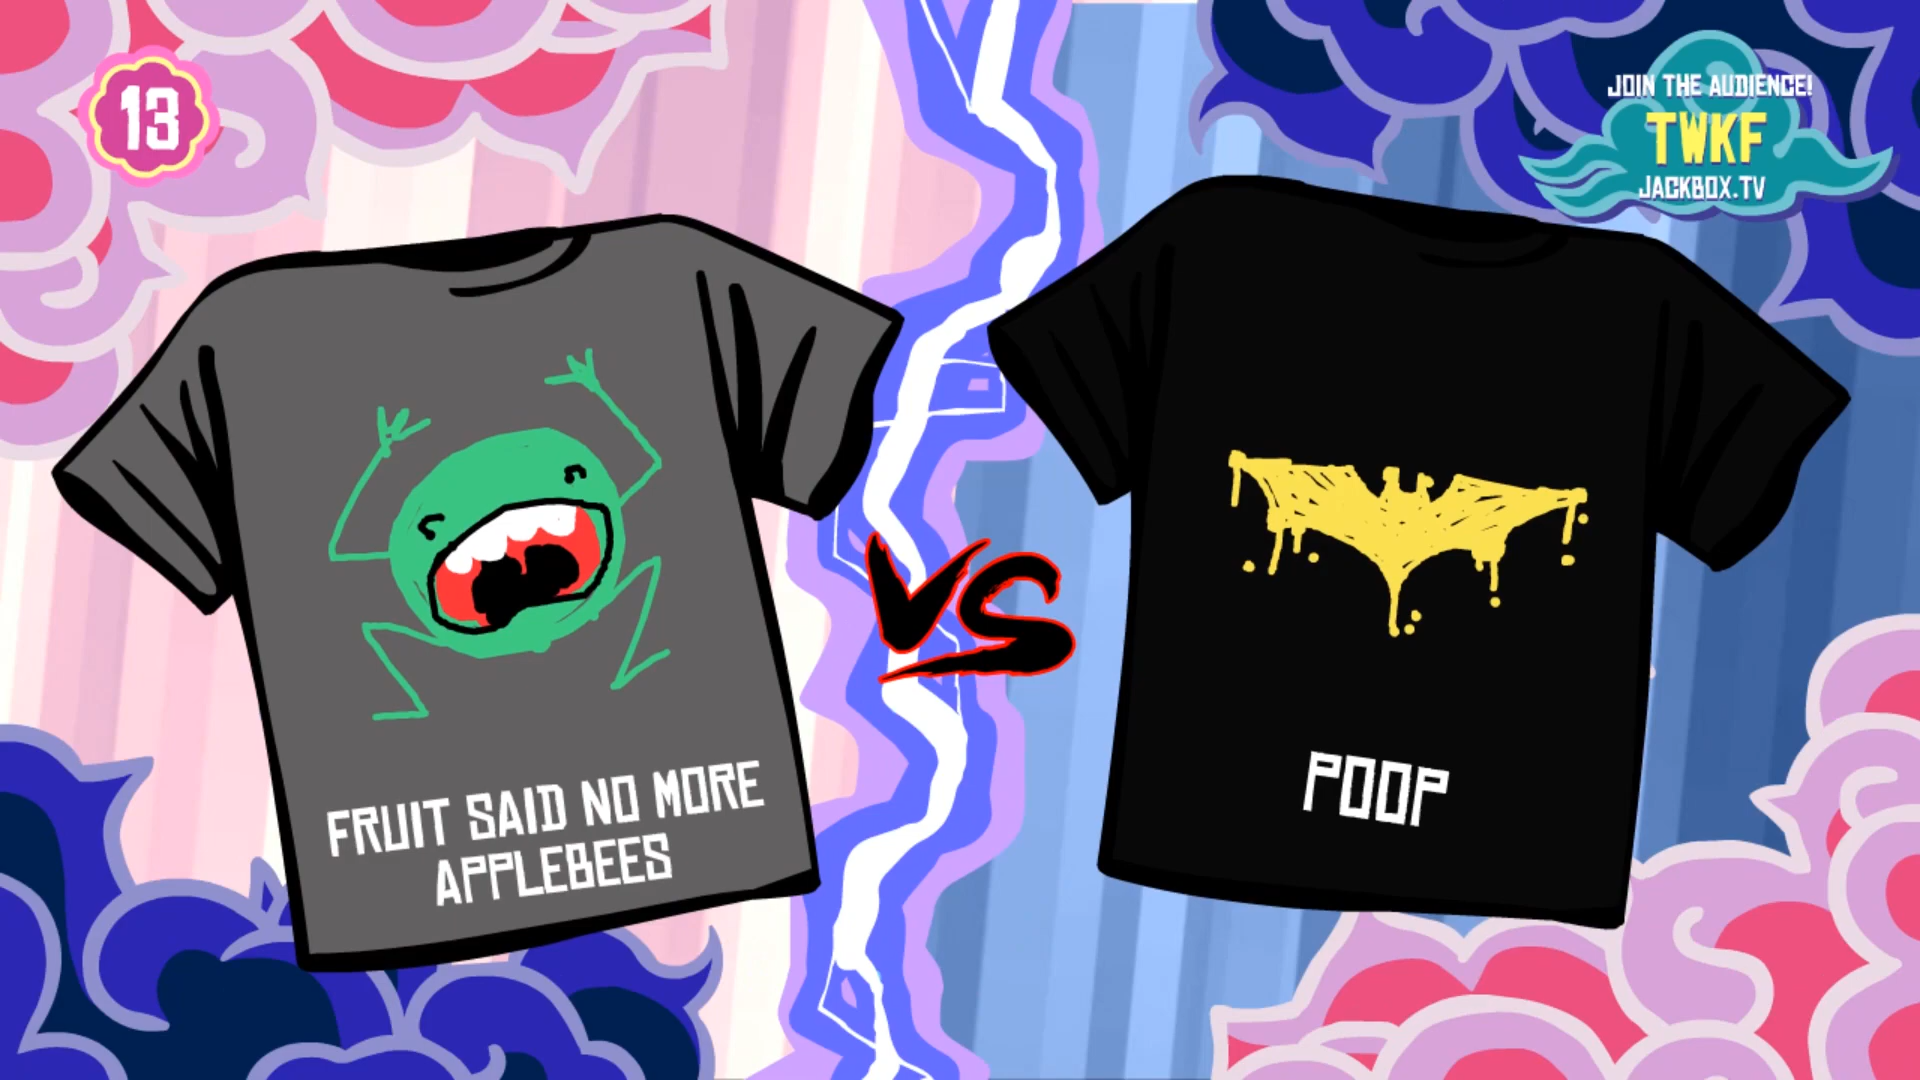 13
JOIN THE AUDIENCE!
TWKF
JACKBOX.TV
VS
FRUIT SAID NO MORE
APPLEBEES
POOP